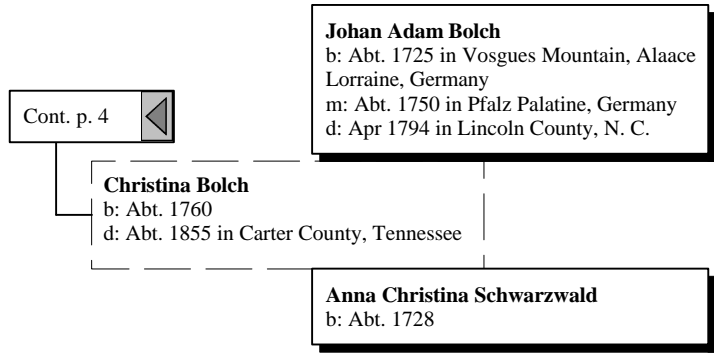 Johan Adam Bolch
b: Abt. 1725 in Vosgues Mountain, Alaace
Lorraine, Germany
m: Abt. 1750 in Pfalz Palatine, Germany
d: Apr 1794 in Lincoln County, N. C.
Cont. p. 4
Christina Bolch
b: Abt. 1760
d: Abt. 1855 in Carter County, Tennessee
Anna Christina Schwarzwald
b: Abt. 1728